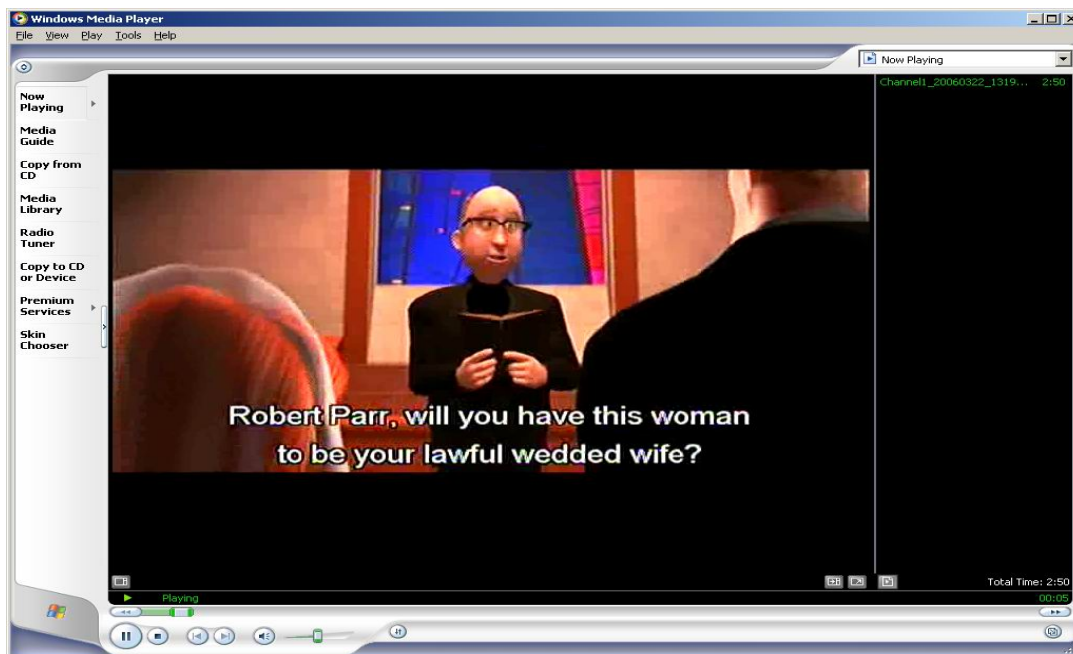 Windows Media Player
File View Play Tools Help
Now Playing
Now
Playing
Media
Guide
Copy from
CD
Media
Library
Radio
Tuner
Copy to CD
or Device
Premium
Services
Skin
Chooser
Channel1_20060322_1319... 2:50
Robert Parr, will you have this woman
to be your lawful wedded wife?
Total Time: 2:50
Playing 00:05